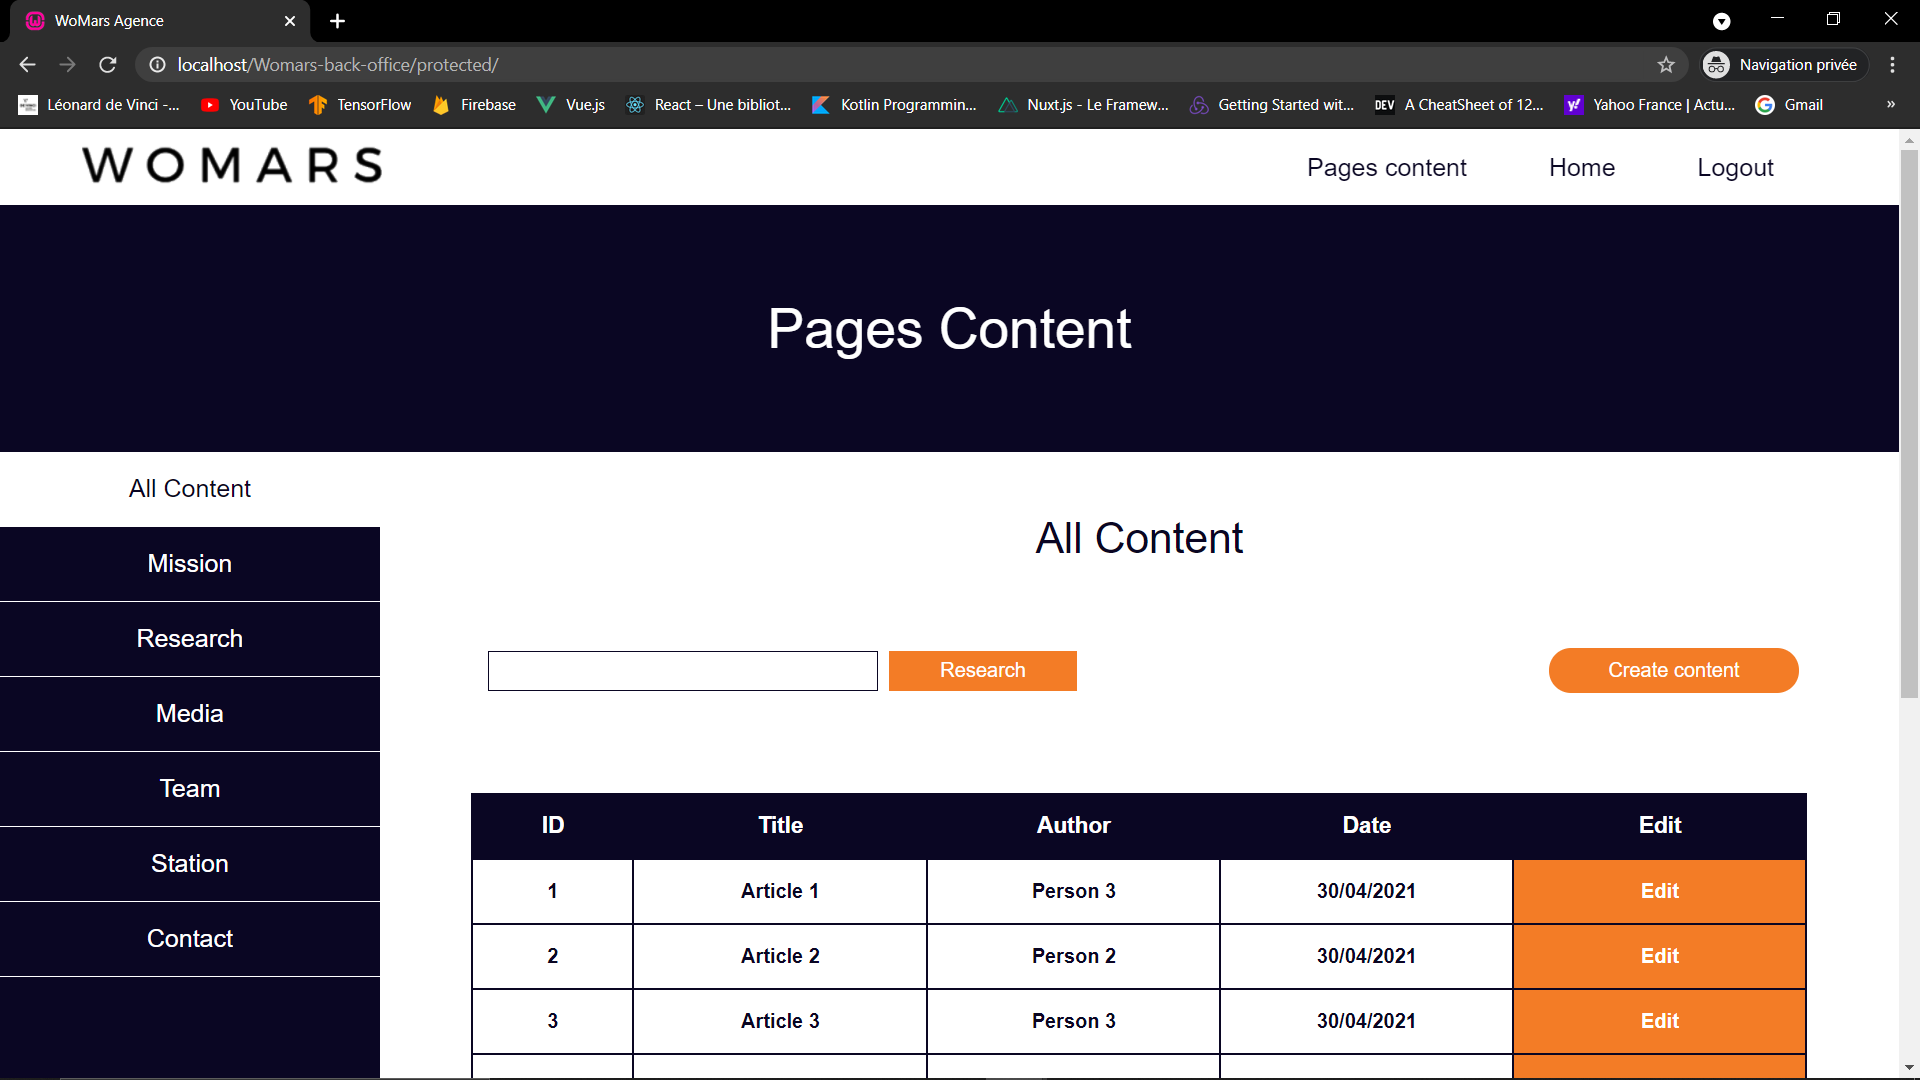 WoMars Agence
localhost/Womars-back-office/protected/
Navigation privée
Léonard de Vinci -...
YouTube
TensorFlow
Firebase
Vue.js
React – Une bibliot...
Kotlin Programmin...
Nuxt.js - Le Framew...
Getting Started wit...
DEV
A CheatSheet of 12...
Yahoo France | Actu...
Gmail
WOMARS
Pages content
Home
Logout
Pages Content
All Content
Mission
Research
Media
Team
Station
Contact
All Content
Research
Create content
ID Title Author Date Edit
1 Article 1 Person 3 30/04/2021 Edit
2 Article 2 Person 2 30/04/2021 Edit
3 Article 3 Person 3 30/04/2021 Edit